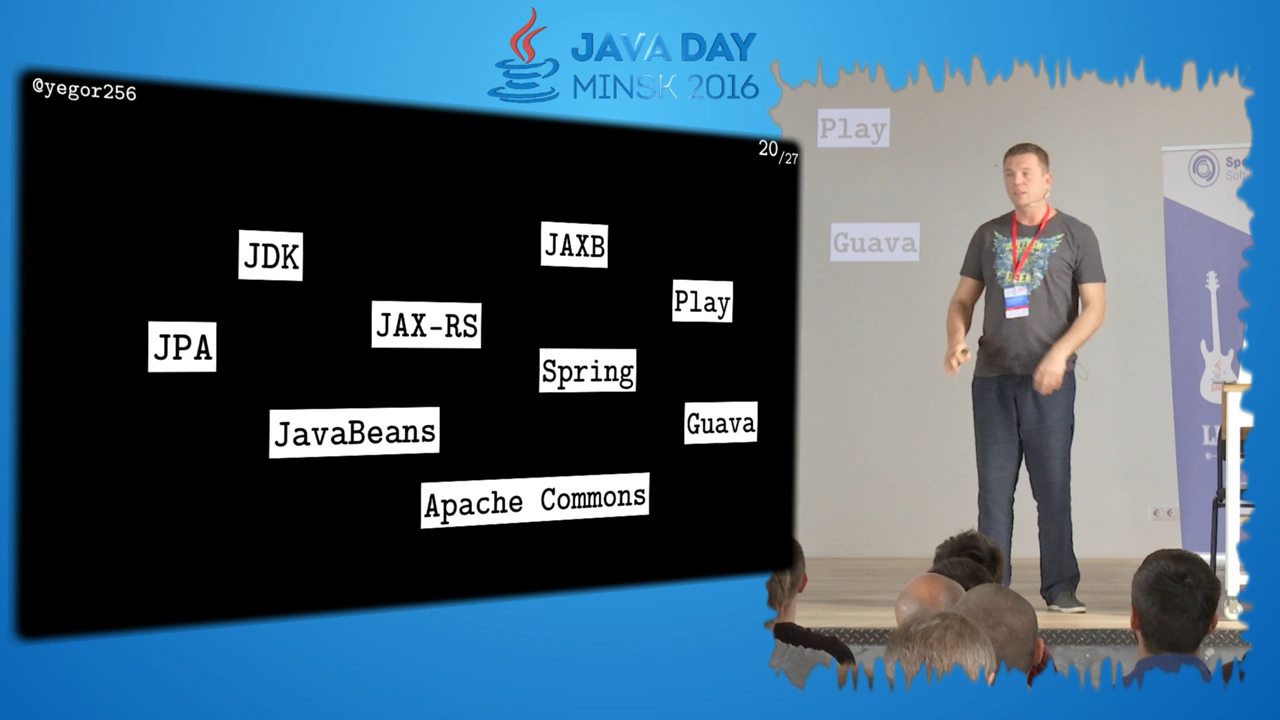 JAVA DAY
MINSK 2016
@yegor256
20/27
JDK
JAXB
Play
JAX-RS
JPA
Spring
JavaBeans
Guava
Apache Commons
Play
Guava